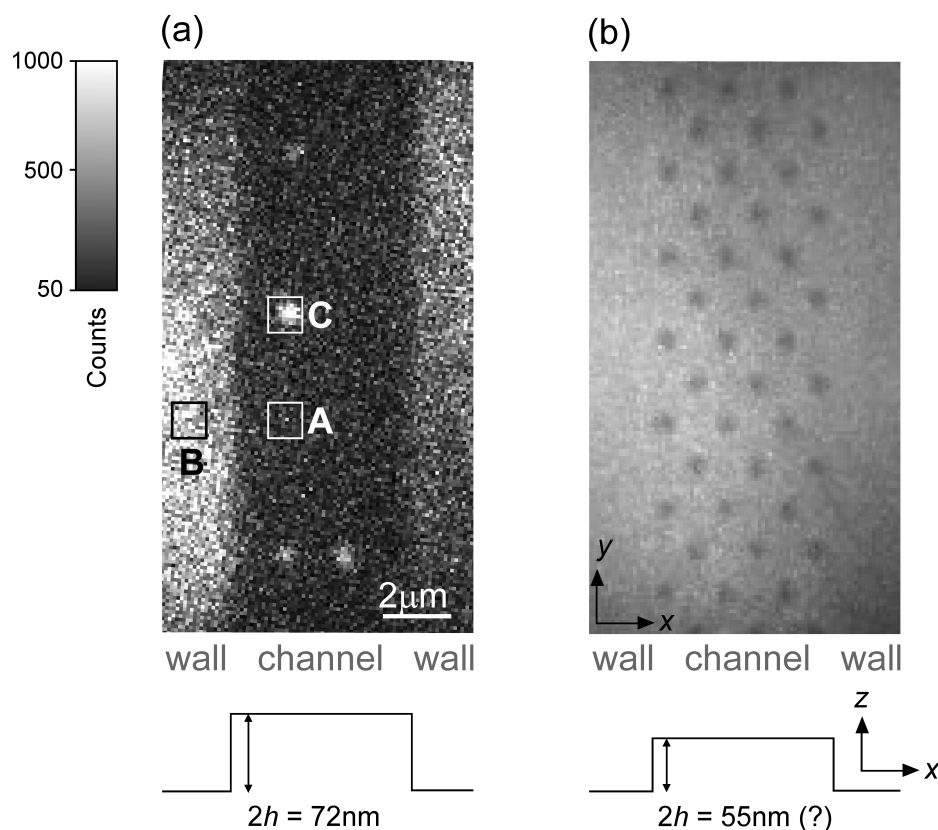 (a)
(b)
1000
500
50
Counts
C
A
B
2μm
y
x
wall channel wall
wall channel wall
z
x
2h = 72nm
2h = 55nm (?)